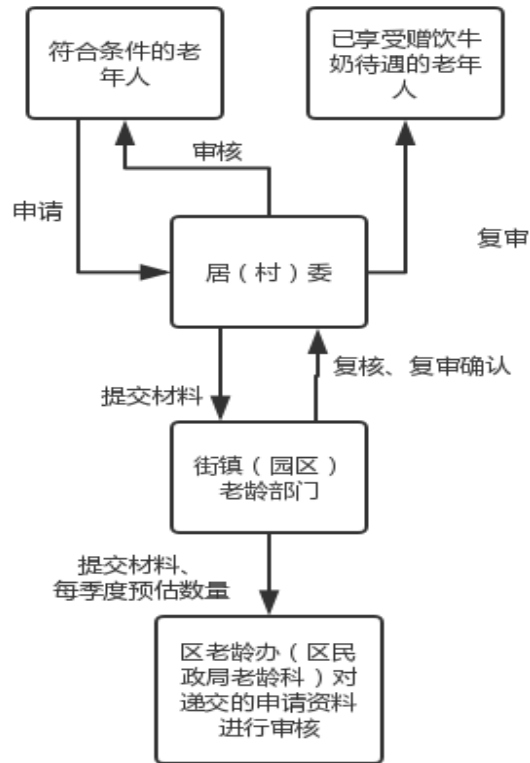 符合条件的老
年人
已享受赠饮牛
奶待遇的老年
人
审核
申请
复审
居（村）委
复核、复审确认
提交材料
街镇（园区）
老龄部门
提交材料、
每季度预估数量
区老龄办（区民
政局老龄科）对
递交的申请资料
进行审核